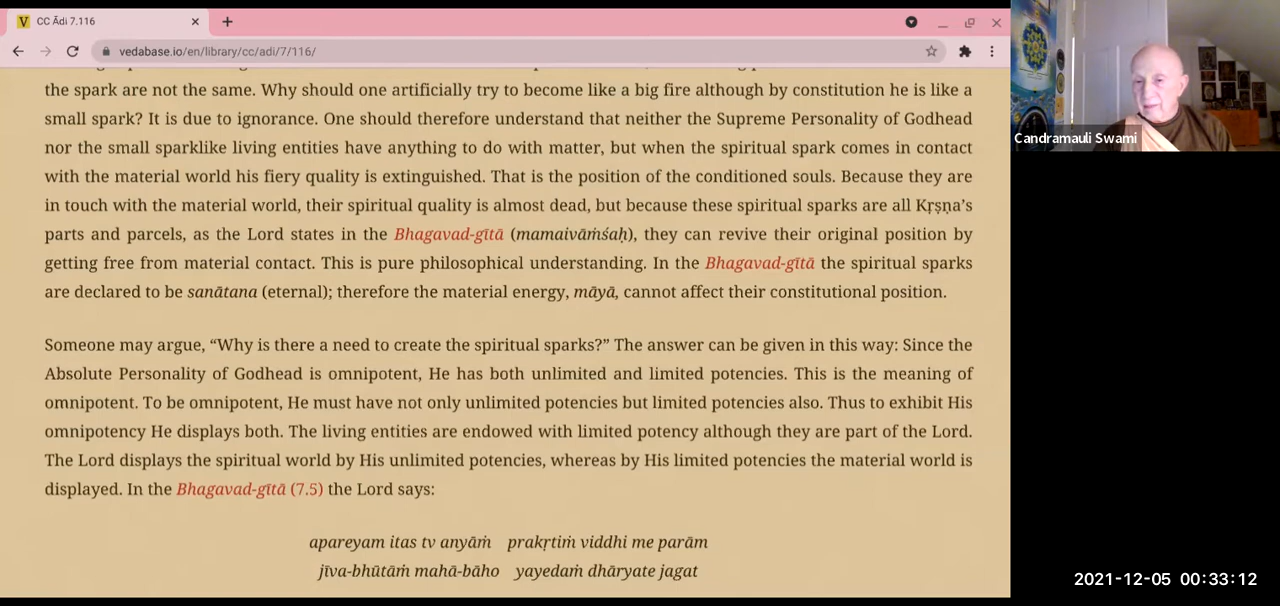 CC Ādi 7.116
vedabase.io/en/library/cc/adi/7/116/
the spark are not the same. Why should one artificially try to become like a big fire although by constitution he is like a
small spark? It is due to ignorance. One should therefore understand that neither the Supreme Personality of Godhead
nor the small sparklike living entities have anything to do with matter, but when the spiritual spark comes in contact
with the material world his fiery quality is extinguished. That is the position of the conditioned souls. Because they are
in touch with the material world, their spiritual quality is almost dead, but because these spiritual sparks are all Kṛṣṇa’s
parts and parcels, as the Lord states in the Bhagavad-gītā (mamaivāṁśaḥ), they can revive their original position by
getting free from material contact. This is pure philosophical understanding. In the Bhagavad-gītā the spiritual sparks
are declared to be sanātana (eternal); therefore the material energy, māyā, cannot affect their constitutional position.
Someone may argue, “Why is there a need to create the spiritual sparks?” The answer can be given in this way: Since the
Absolute Personality of Godhead is omnipotent, He has both unlimited and limited potencies. This is the meaning of
omnipotent. To be omnipotent, He must have not only unlimited potencies but limited potencies also. Thus to exhibit His
omnipotency He displays both. The living entities are endowed with limited potency although they are part of the Lord.
The Lord displays the spiritual world by His unlimited potencies, whereas by His limited potencies the material world is
displayed. In the Bhagavad-gītā (7.5) the Lord says:
apareyam itas tv anyāṁ prakṛtiṁ viddhi me parām
jīva-bhūtāṁ mahā-bāho yayedaṁ dhāryate jagat
Candramauli Swami
2021-12-05 00:33:12